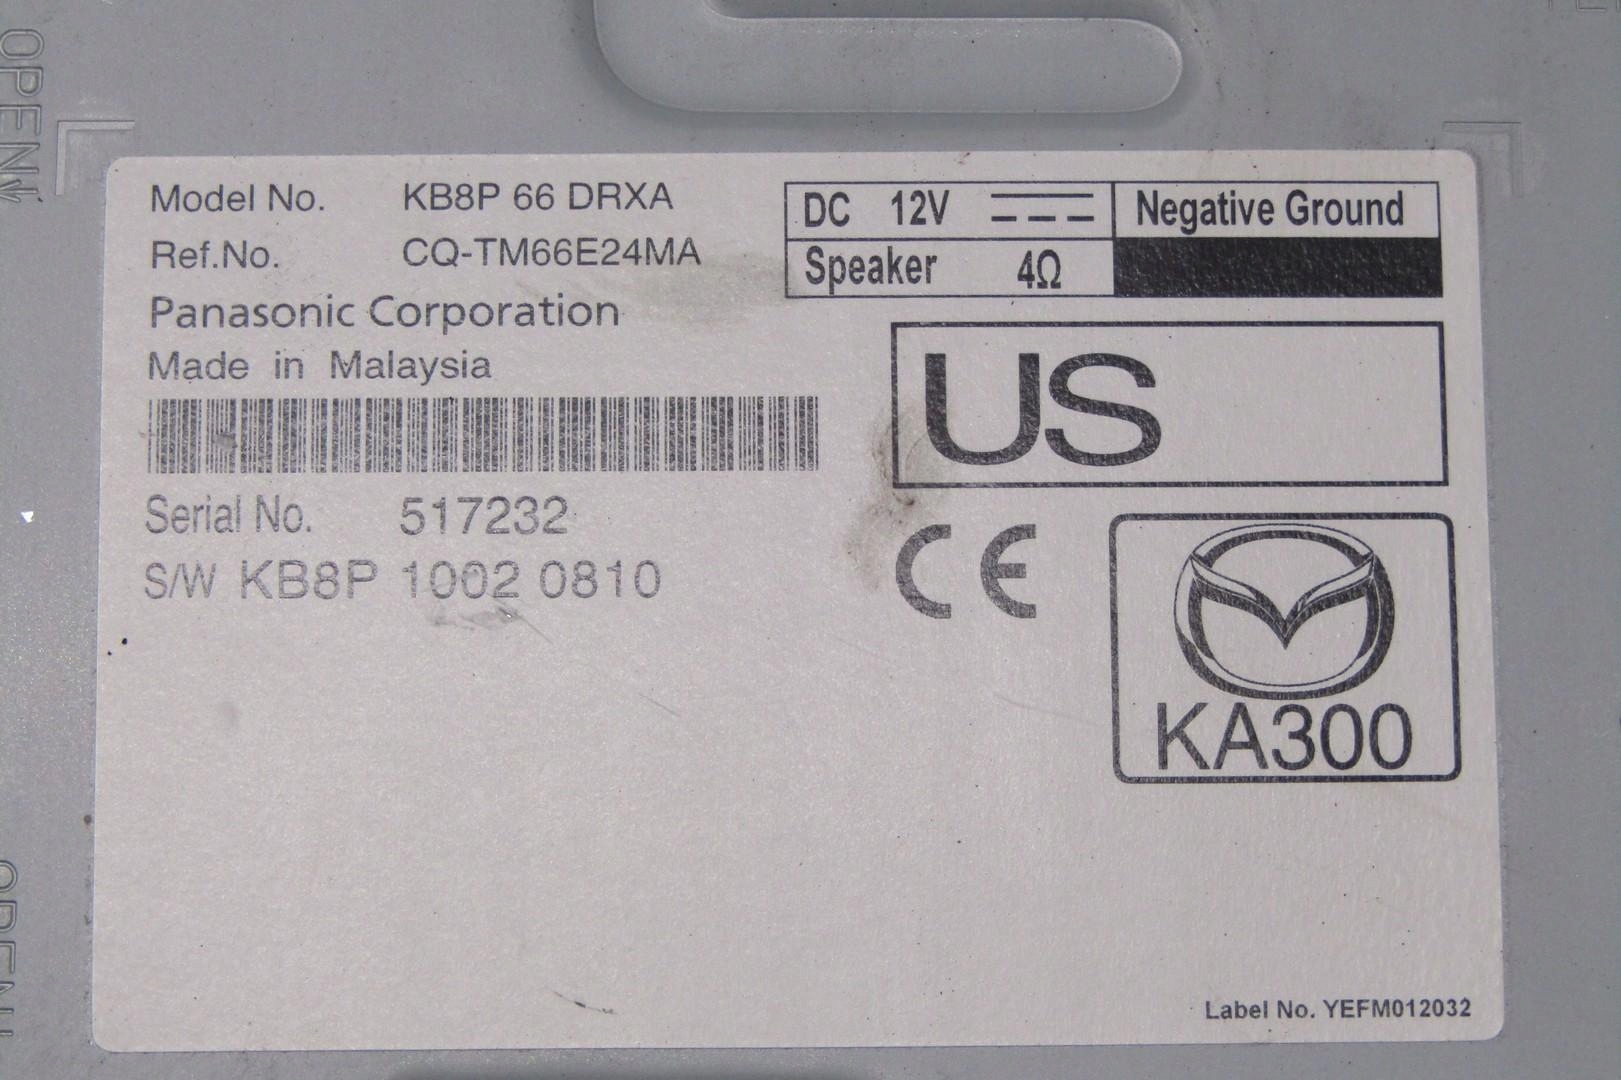 OPEN
Model No. KB8P 66 DRXA
Ref.No. CQ-TM66E24MA
Panasonic Corporation
Made in Malaysia
Serial No. 517232
S/W KB8P 1002 0810
DC 12V
Negative Ground
Speaker 4Ω
US
CE
KA300
Label No. YEFM012032
OPEN